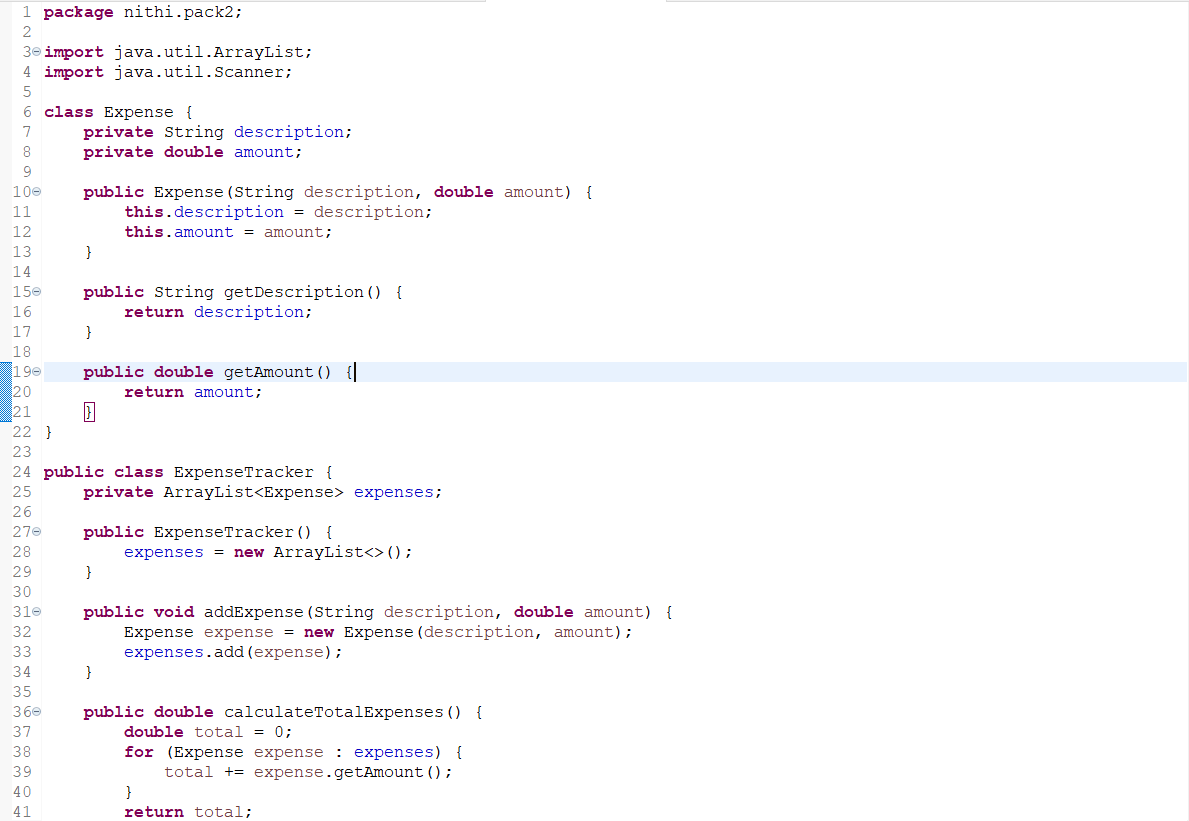 1 package nithi.pack2;
2
3 import java.util.ArrayList;
4 import java.util.Scanner;
5
6 class Expense {
7     private String description;
8     private double amount;
9
10     public Expense(String description, double amount) {
11         this.description = description;
12         this.amount = amount;
13     }
14
15     public String getDescription() {
16         return description;
17     }
18
19     public double getAmount() {
20         return amount;
21     }
22 }
23
24 public class ExpenseTracker {
25     private ArrayList<Expense> expenses;
26
27     public ExpenseTracker() {
28         expenses = new ArrayList<>();
29     }
30
31     public void addExpense(String description, double amount) {
32         Expense expense = new Expense(description, amount);
33         expenses.add(expense);
34     }
35
36     public double calculateTotalExpenses() {
37         double total = 0;
38         for (Expense expense : expenses) {
39             total += expense.getAmount();
40         }
41         return total;